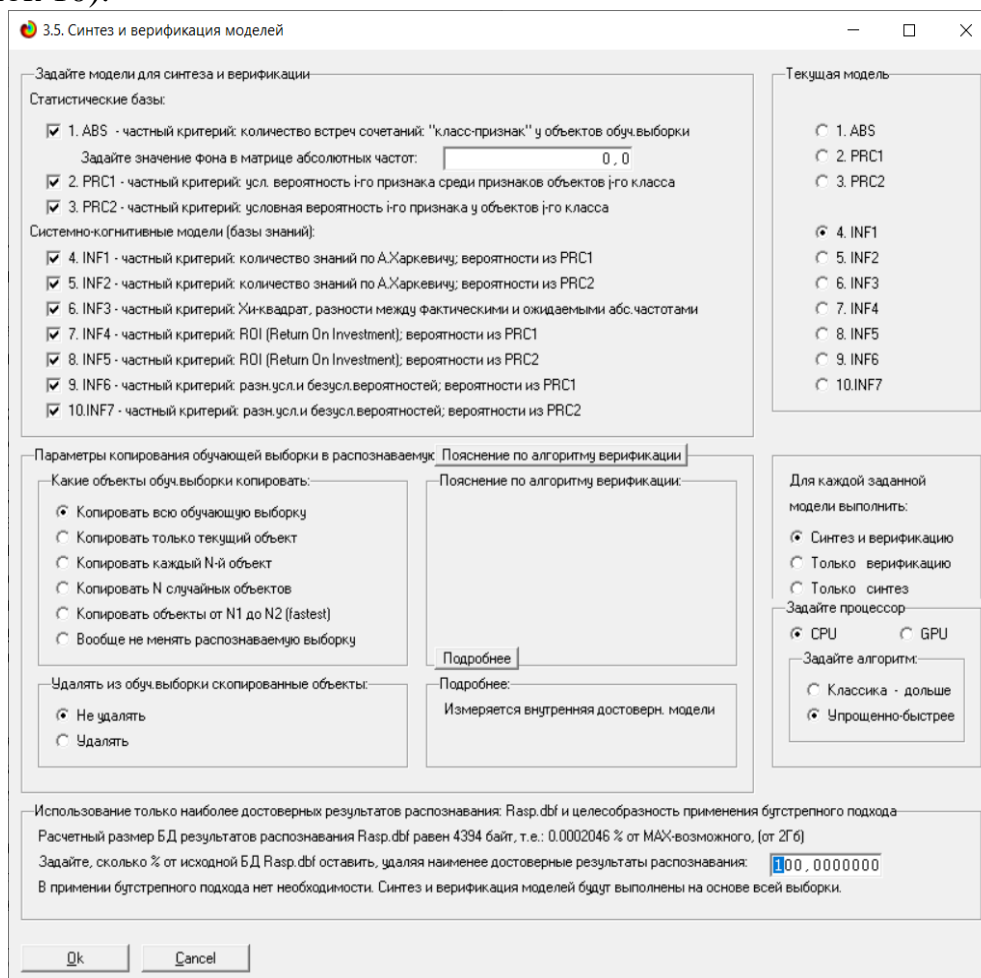 3.5. Синтез и верификация моделей
Задайте модели для синтеза и верификации
Статистические базы:
1. ABS - частный критерий: количество встреч сочетаний: "класс-признак" у объектов обуч.выборки
Задайте значение фона в матрице абсолютных частот: 0,0
2. PRC1 - частный критерий: усл. вероятность i-го признака среди признаков объектов j-го класса
3. PRC2 - частный критерий: условная вероятность i-го признака у объектов j-го класса
Системно-когнитивные модели (базы знаний):
4. INF1 - частный критерий: количество знаний по А.Харкевичу; вероятности из PRC1
5. INF2 - частный критерий: количество знаний по А.Харкевичу; вероятности из PRC2
6. INF3 - частный критерий: Хи-квадрат, разности между фактическими и ожидаемыми абс.частотами
7. INF4 - частный критерий: ROI (Return On Investment); вероятности из PRC1
8. INF5 - частный критерий: ROI (Return On Investment); вероятности из PRC2
9. INF6 - частный критерий: разн.усл.и безусл.вероятностей; вероятности из PRC1
10.INF7 - частный критерий: разн.усл.и безусл.вероятностей; вероятности из PRC2
Текущая модель
1. ABS
2. PRC1
3. PRC2
4. INF1
5. INF2
6. INF3
7. INF4
8. INF5
9. INF6
10.INF7
Параметры копирования обучающей выборки в распознаваемую
Пояснение по алгоритму верификации
Какие объекты обуч.выборки копировать:
Копировать всю обучающую выборку
Копировать только текущий объект
Копировать каждый N-й объект
Копировать N случайных объектов
Копировать объекты от N1 до N2 (fastest)
Вообще не менять распознаваемую выборку
Пояснение по алгоритму верификации:
Подробнее
Удалять из обуч.выборки скопированные объекты:
Не удалять
Удалять
Подробнее:
Измеряется внутренняя достоверн. модели
Для каждой заданной
модели выполнить:
Синтез и верификацию
Только верификацию
Только синтез
Задайте процессор
CPU GPU
Задайте алгоритм:
Классика - дольше
Упрощенно-быстрее
Использование только наиболее достоверных результатов распознавания: Rasp.dbf и целесобразность применения бутстрепного подхода
Расчетный размер БД результатов распознавания Rasp.dbf равен 4394 байт, т.е.: 0.0002046 % от MAX-возможного, (от 2Гб)
Задайте, сколько % от исходной БД Rasp.dbf оставить, удаляя наименее достоверные результаты распознавания: 100,0000000
В применении бутстрепного подхода нет необходимости. Синтез и верификация моделей будут выполнены на основе всей выборки.
Ok Cancel